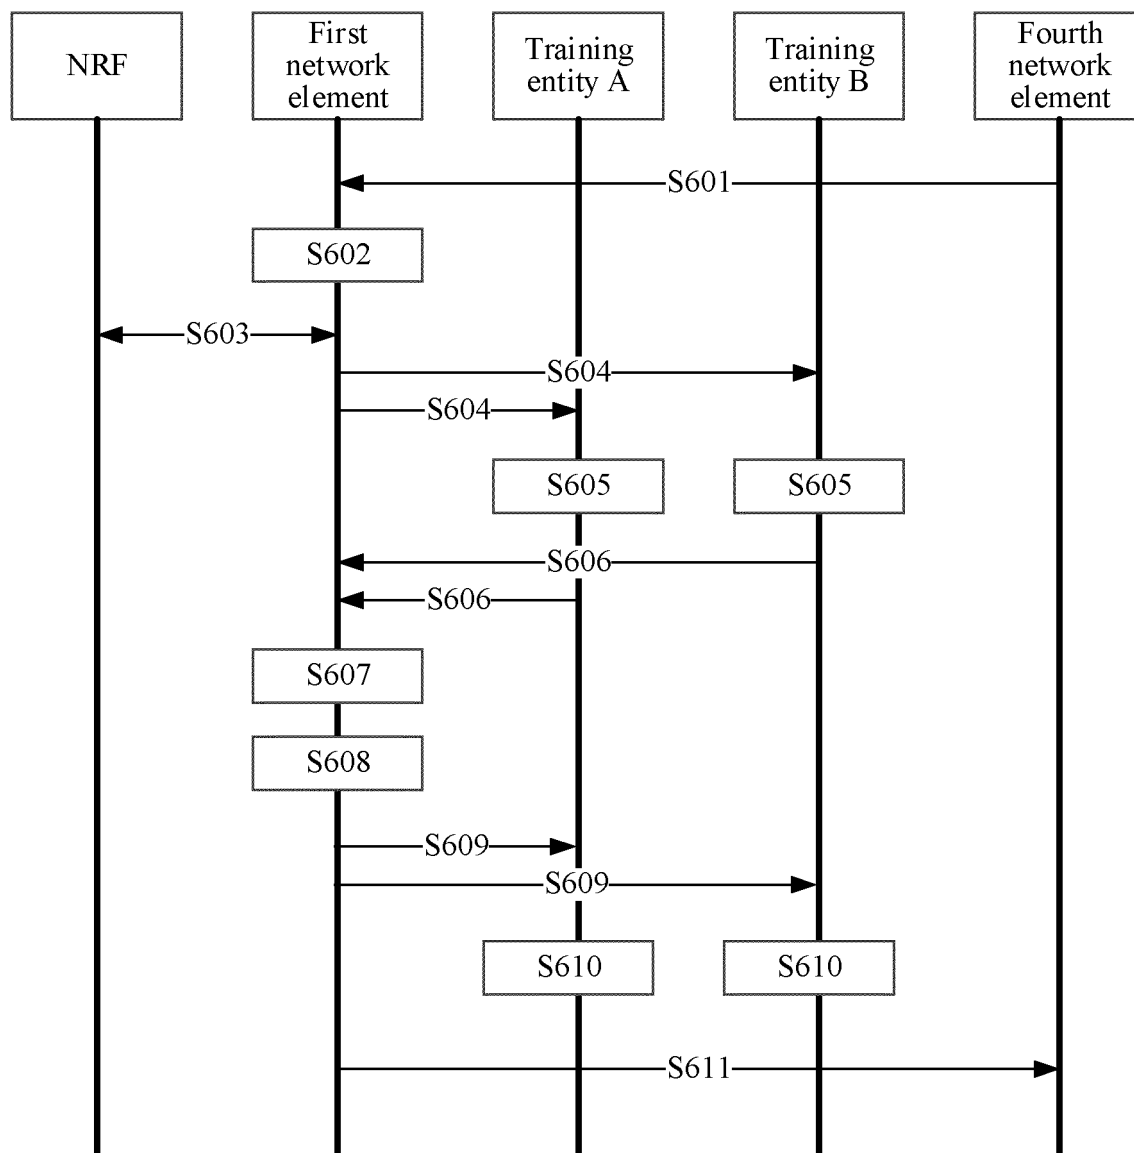 NRF
First
network
element
Training
entity A
Training
entity B
Fourth
network
element
S601
S602
S603
S604
S604
S605
S605
S606
S606
S607
S608
S609
S609
S610
S610
S611